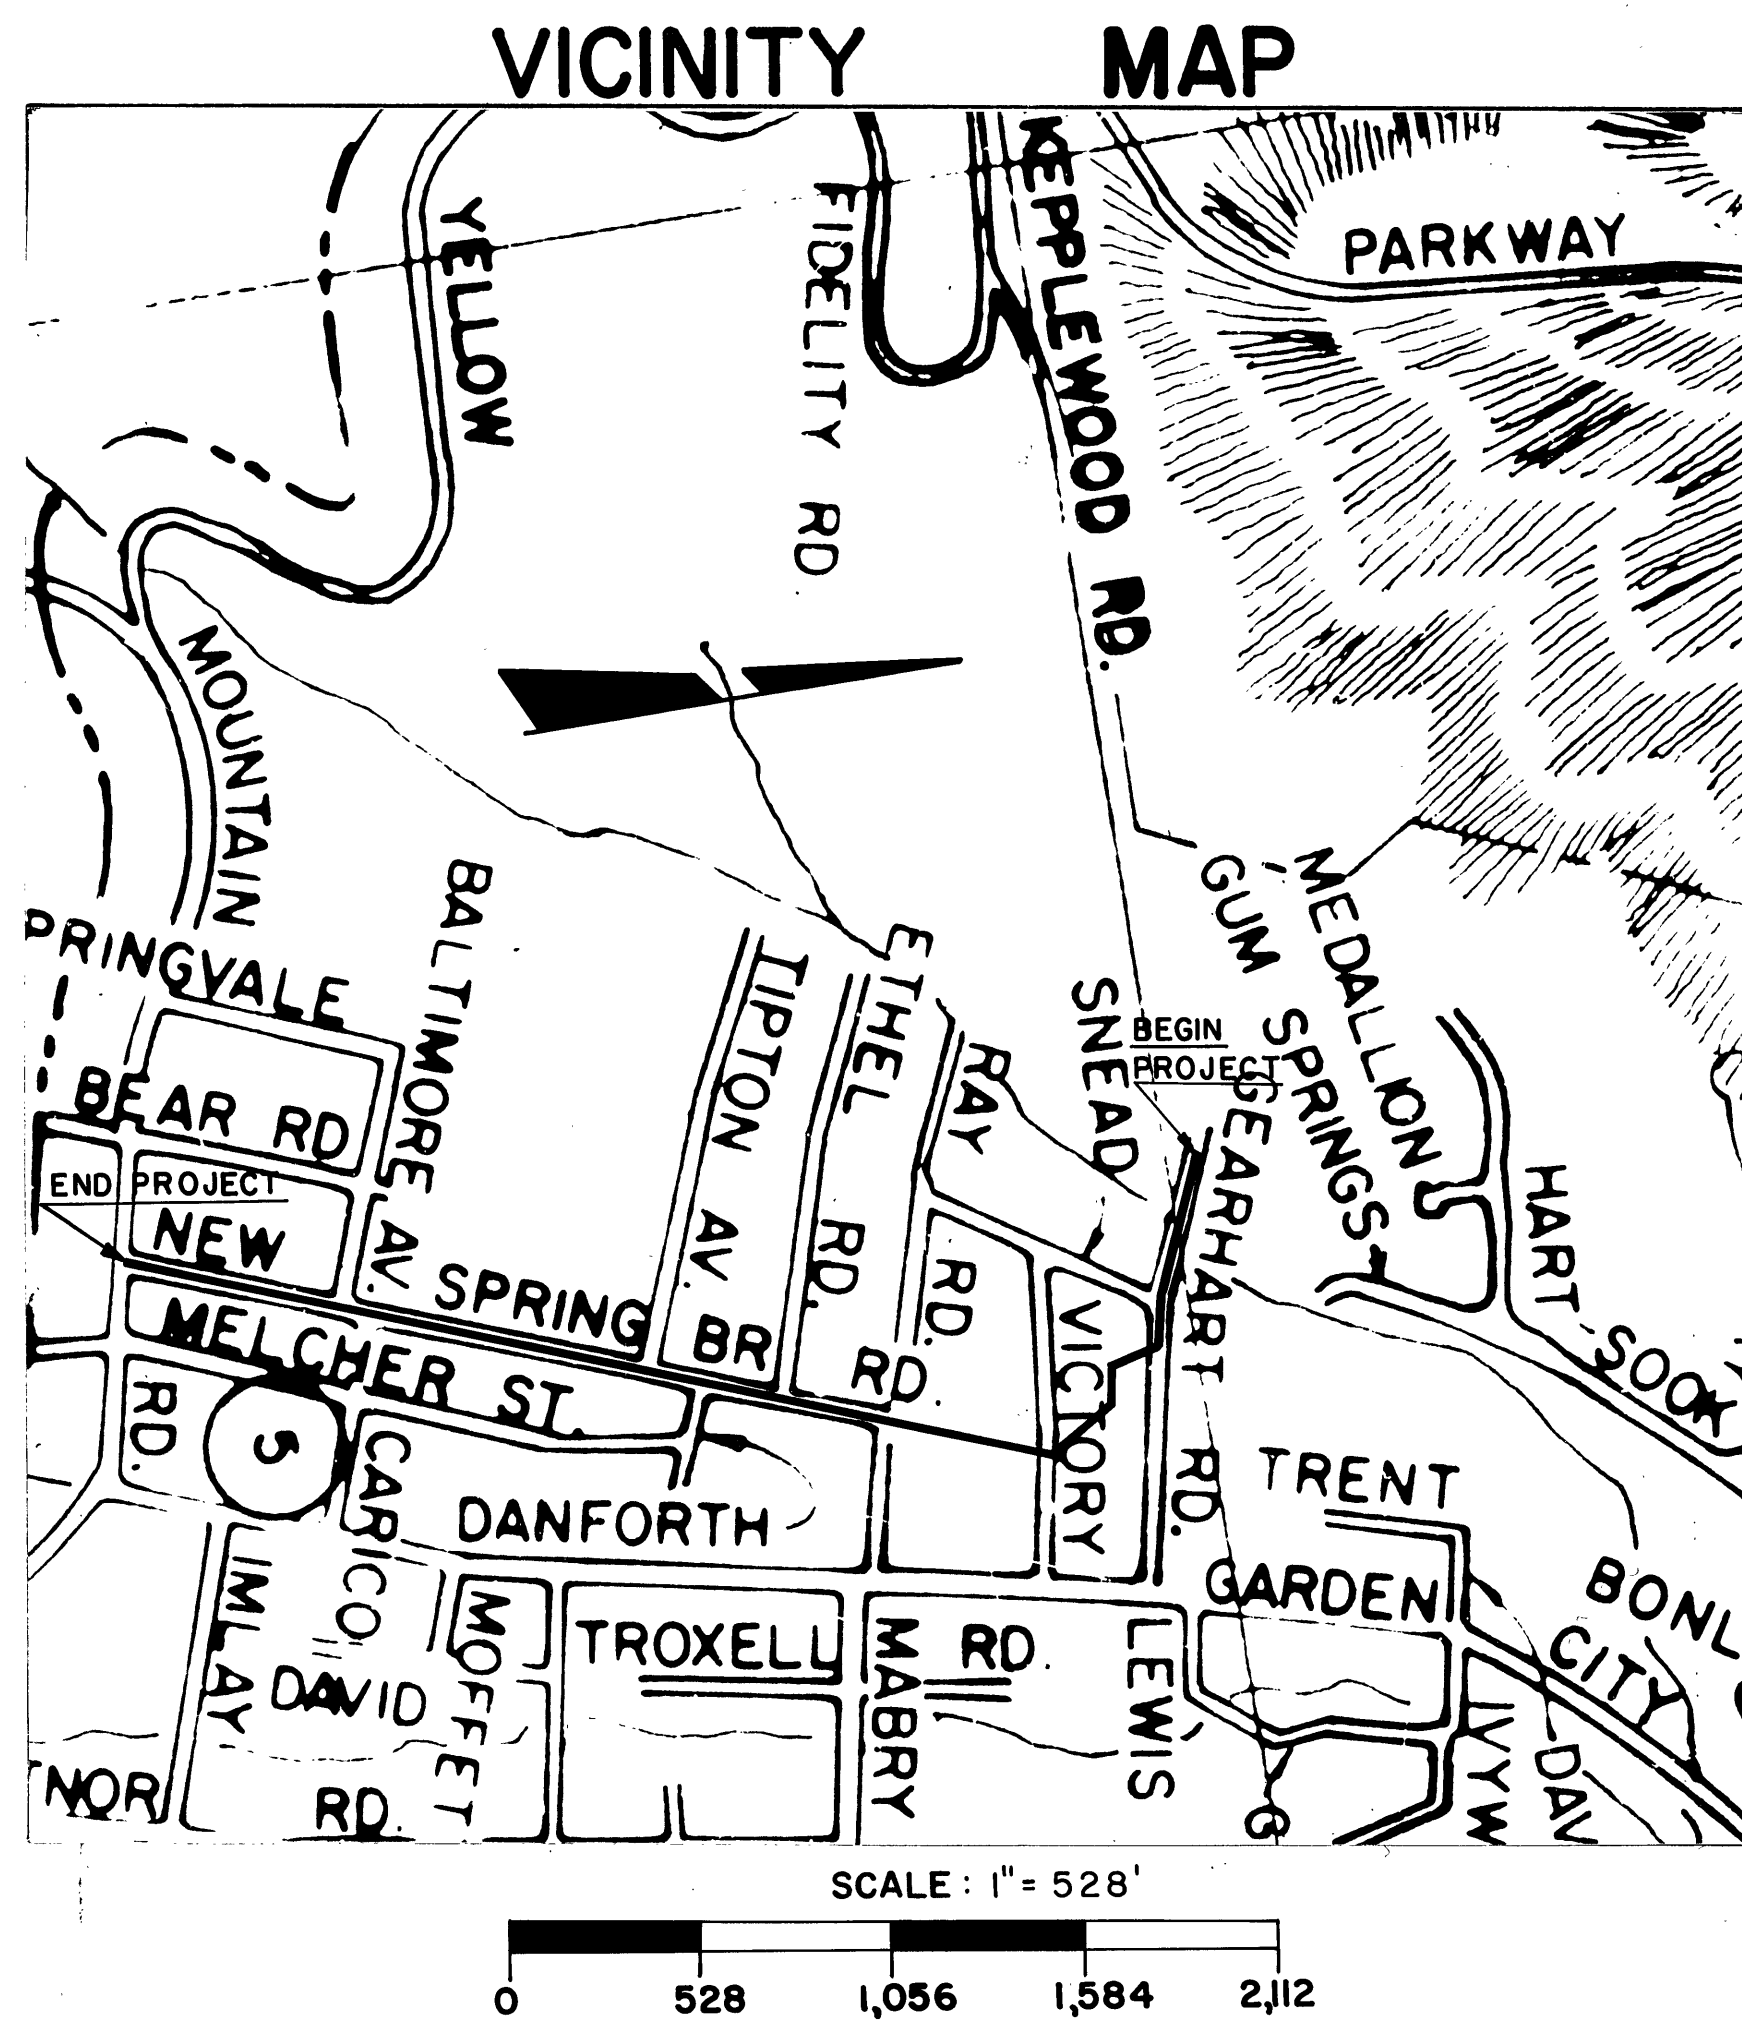 VICINITY MAP
KEPPLEWOOD RD.
PARKWAY
YELLOW
FIDELITY RD
MOUNTAIN
GUM SPRINGS
MEDALLION
BALTIMORE AV.
PRINGVALE
TIPTON AV.
ETHEL RD.
RAY RD.
SNEAD
BEGIN
PROJECT
GEARHART RD.
BEAR RD
HART
END PROJECT
NEW SPRING BR RD.
MELCHER ST.
VICTORY
SOOK
RD.
5
CARICO
TRENT
DANFORTH
GARDEN CITY
BONL
IMLAY
MOFFET
TROXELL RD.
MABRY
LEWIS
DAVID RD.
IVYW
DAV
NOR
G
SCALE: 1" = 528'
0 528 1,056 1,584 2,112